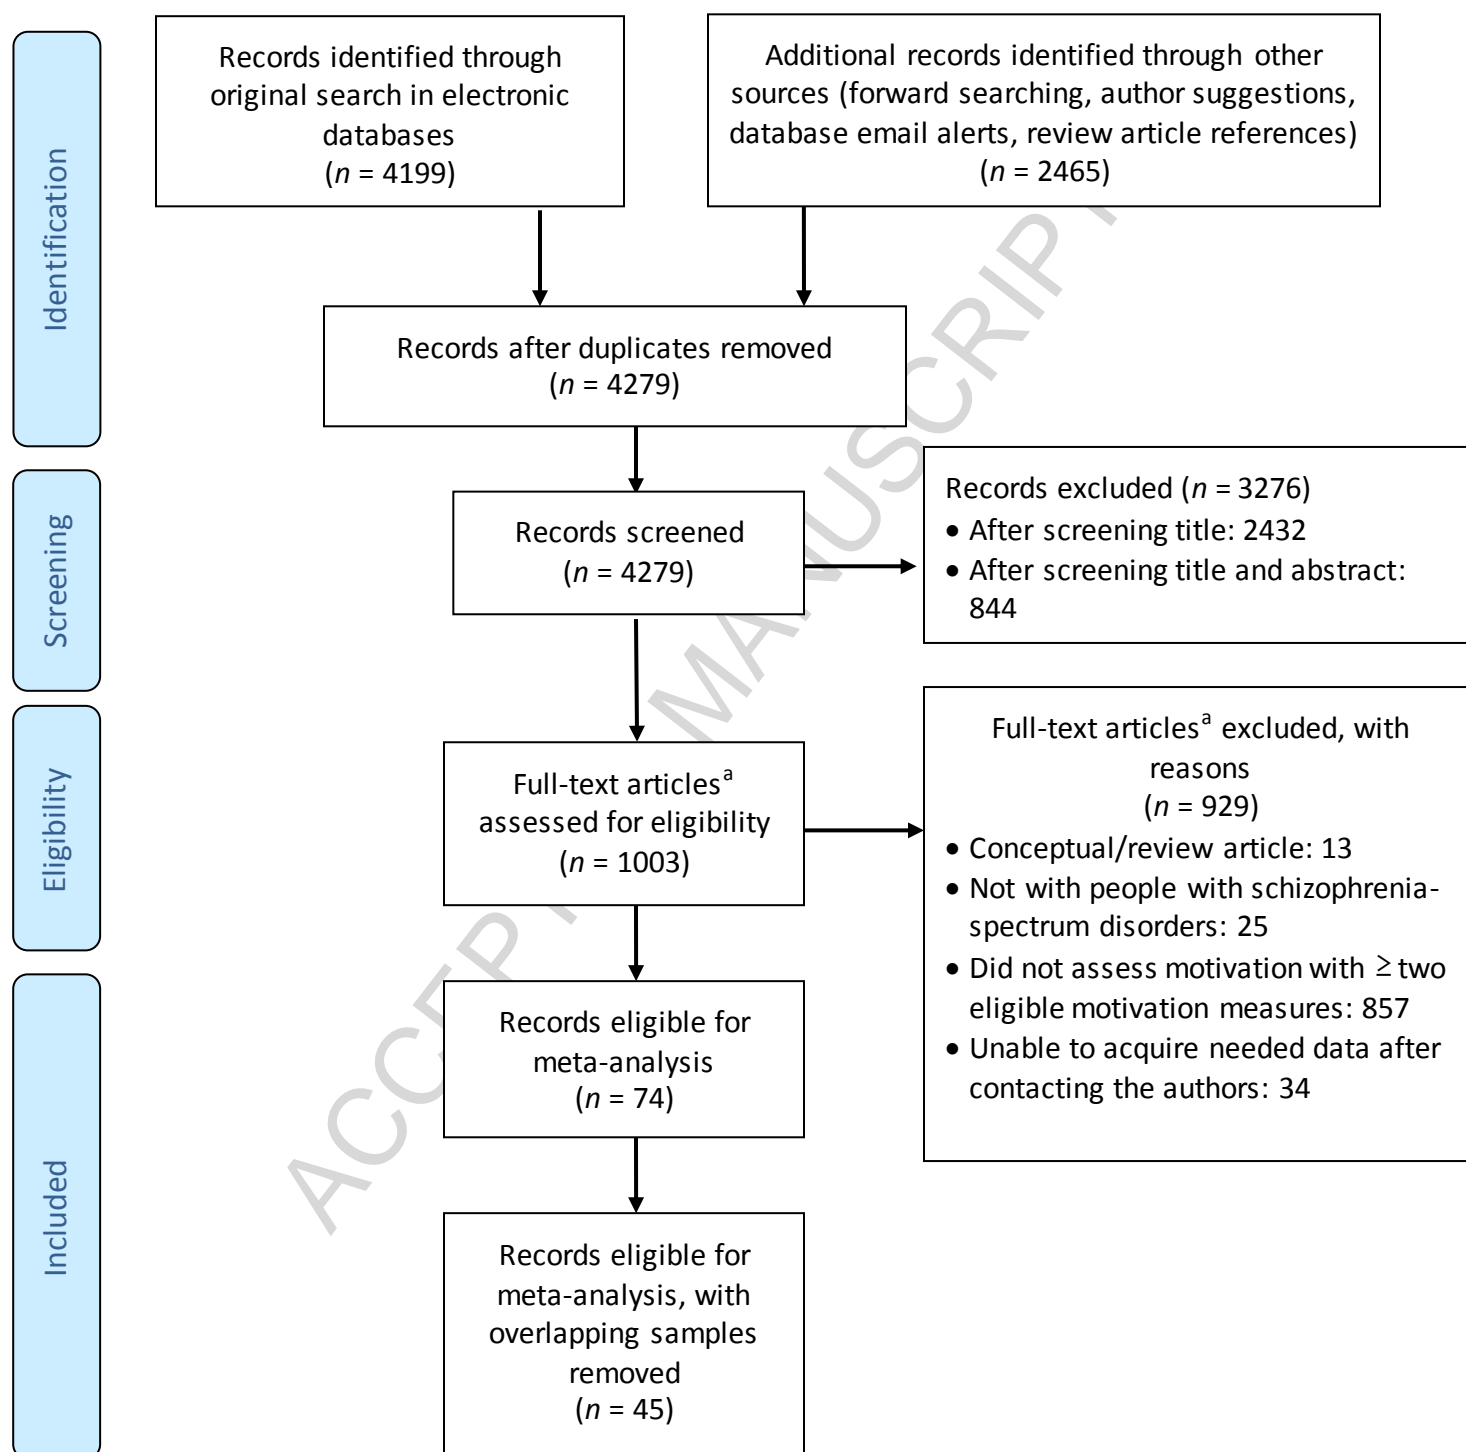 Identification
Records identified through
original search in electronic
databases
(n = 4199)
Additional records identified through other
sources (forward searching, author suggestions,
database email alerts, review article references)
(n = 2465)
Records after duplicates removed
(n = 4279)
Screening
Records screened
(n = 4279)
Records excluded (n = 3276)
• After screening title: 2432
• After screening title and abstract:
844
Eligibility
Full-text articlesᵃ
assessed for eligibility
(n = 1003)
Full-text articlesᵃ excluded, with
reasons
(n = 929)
• Conceptual/review article: 13
• Not with people with schizophrenia-
spectrum disorders: 25
• Did not assess motivation with ≥ two
eligible motivation measures: 857
• Unable to acquire needed data after
contacting the authors: 34
Included
Records eligible for
meta-analysis
(n = 74)
Records eligible for
meta-analysis, with
overlapping samples
removed
(n = 45)
MANUSCRIPT